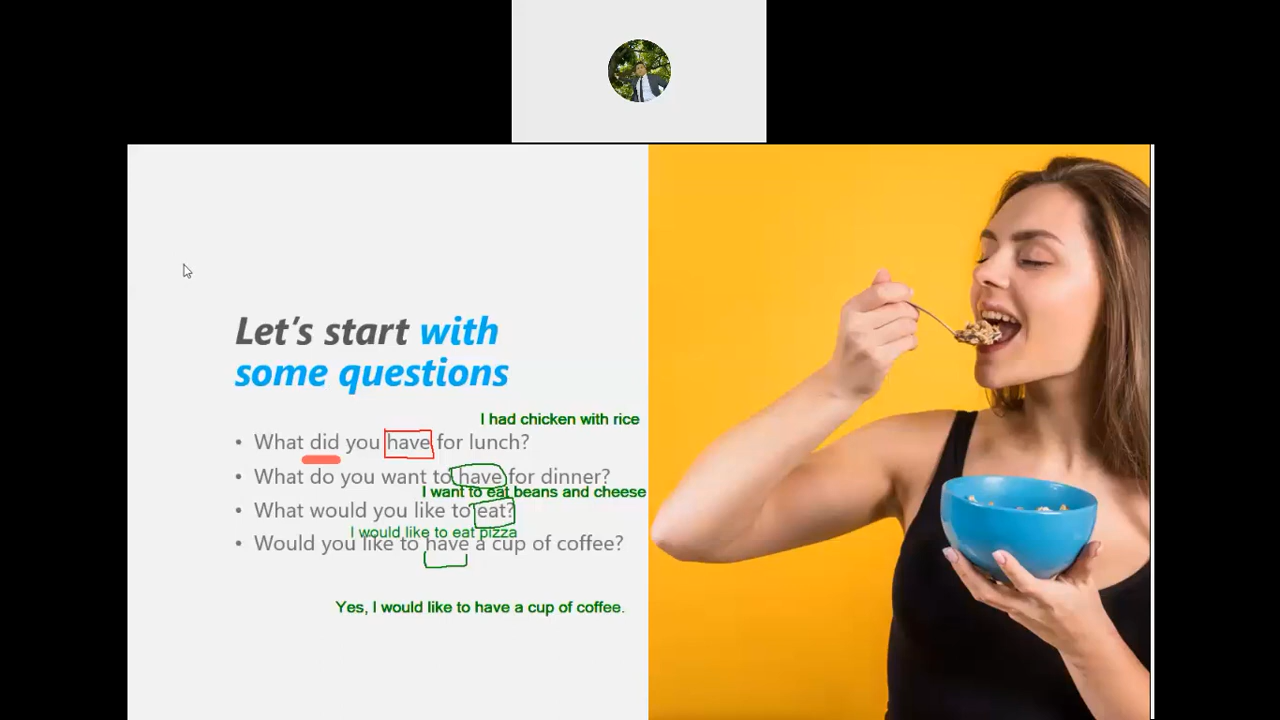 Let's start with
some questions
I had chicken with rice
• What did you have for lunch?
• What do you want to have for dinner?
I want to eat beans and cheese
• What would you like to eat?
I would like to eat pizza
• Would you like to have a cup of coffee?
Yes, I would like to have a cup of coffee.